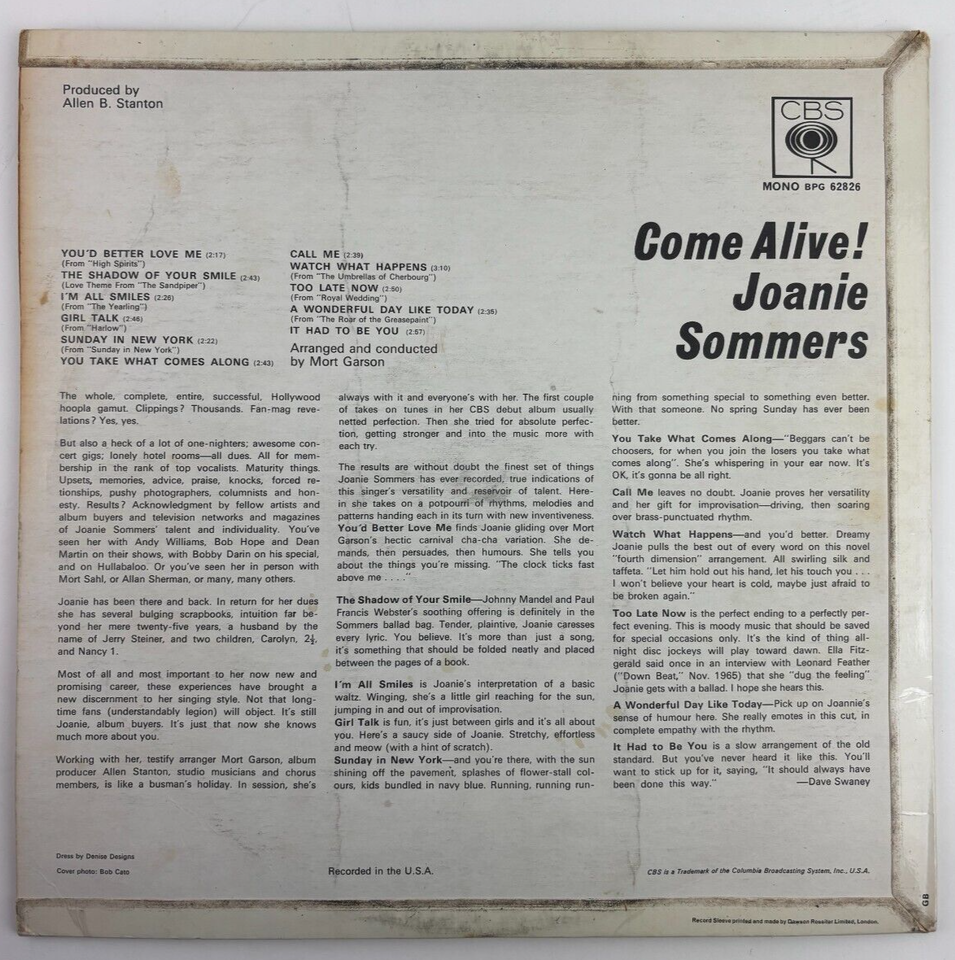 Produced by
Allen B. Stanton
CBS
MONO BPG 62826
Come Alive!
Joanie
Sommers
YOU'D BETTER LOVE ME (2:17)
(From "High Spirits")
THE SHADOW OF YOUR SMILE (2:43)
(Love Theme From "The Sandpiper")
I'M ALL SMILES (2:26)
(From "The Yearling")
GIRL TALK (2:46)
(From "Harlow")
SUNDAY IN NEW YORK (2:22)
(From "Sunday in New York")
YOU TAKE WHAT COMES ALONG (2:43)
CALL ME (2:39)
WATCH WHAT HAPPENS (3:10)
(From "The Umbrellas of Cherbourg")
TOO LATE NOW (2:50)
(From "Royal Wedding")
A WONDERFUL DAY LIKE TODAY (2:35)
(From "The Roar of the Greasepaint")
IT HAD TO BE YOU (2:57)
Arranged and conducted
by Mort Garson
The whole, complete, entire, successful, Hollywood
hoopla gamut. Clippings? Thousands. Fan-mag reve-
lations? Yes, yes.
But also a heck of a lot of one-nighters; awesome con-
cert gigs; lonely hotel rooms—all dues. All for mem-
bership in the rank of top vocalists. Maturity things.
Upsets, memories, advice, praise, knocks, forced re-
tionships, pushy photographers, columnists and hon-
esty. Results? Acknowledgment by fellow artists and
album buyers and television networks and magazines
of Joanie Sommers' talent and individuality. You've
seen her with Andy Williams, Bob Hope and Dean
Martin on their shows, with Bobby Darin on his special,
and on Hullabaloo. Or you've seen her in person with
Mort Sahl, or Allan Sherman, or many, many others.
Joanie has been there and back. In return for her dues
she has several bulging scrapbooks, intuition far be-
yond her mere twenty-five years, a husband by the
name of Jerry Steiner, and two children, Carolyn, 2½,
and Nancy 1.
Most of all and most important to her now new and
promising career, these experiences have brought a
new discernment to her singing style. Not that long-
time fans (understandably legion) will object. It's still
Joanie, album buyers. It's just that now she knows
much more about you.
Working with her, testify arranger Mort Garson, album
producer Allen Stanton, studio musicians and chorus
members, is like a busman's holiday. In session, she's
always with it and everyone's with her. The first couple
of takes on tunes in her CBS debut album usually
netted perfection. Then she tried for absolute perfec-
tion, getting stronger and into the music more with
each try.
The results are without doubt the finest set of things
Joanie Sommers has ever recorded, true indications of
this singer's versatility and reservoir of talent. Here-
in she takes on a potpourri of rhythms, melodies and
patterns handing each in its turn with new inventiveness.
You'd Better Love Me finds Joanie gliding over Mort
Garson's hectic carnival cha-cha variation. She de-
mands, then persuades, then humours. She tells you
about the things you're missing. "The clock ticks fast
above me . . . ."
The Shadow of Your Smile—Johnny Mandel and Paul
Francis Webster's soothing offering is definitely in the
Sommers ballad bag. Tender, plaintive, Joanie caresses
every lyric. You believe. It's more than just a song,
it's something that should be folded neatly and placed
between the pages of a book.
I'm All Smiles is Joanie's interpretation of a basic
waltz. Winging, she's a little girl reaching for the sun,
jumping in and out of improvisation.
Girl Talk is fun, it's just between girls and it's all about
you. Here's a saucy side of Joanie. Stretchy, effortless
and meow (with a hint of scratch).
Sunday in New York—and you're there, with the sun
shining off the pavement, splashes of flower-stall col-
ours, kids bundled in navy blue. Running, running run-
ning from something special to something even better.
With that someone. No spring Sunday has ever been
better.
You Take What Comes Along—"Beggars can't be
choosers, for when you join the losers you take what
comes along". She's whispering in your ear now. It's
OK, it's gonna be all right.
Call Me leaves no doubt. Joanie proves her versatility
and her gift for improvisation—driving, then soaring
over brass-punctuated rhythm.
Watch What Happens—and you'd better. Dreamy
Joanie pulls the best out of every word on this novel
"fourth dimension" arrangement. All swirling silk and
taffeta. "Let him hold out his hand, let his touch you . . .
I won't believe your heart is cold, maybe just afraid to
be broken again."
Too Late Now is the perfect ending to a perfectly per-
fect evening. This is moody music that should be saved
for special occasions only. It's the kind of thing all-
night disc jockeys will play toward dawn. Ella Fitz-
gerald said once in an interview with Leonard Feather
("Down Beat," Nov. 1965) that she "dug the feeling"
Joanie gets with a ballad. I hope she hears this.
A Wonderful Day Like Today—Pick up on Joannie's
sense of humour here. She really emotes in this cut, in
complete empathy with the rhythm.
It Had to Be You is a slow arrangement of the old
standard. But you've never heard it like this. You'll
want to stick up for it, saying, "It should always have
been done this way." —Dave Swaney
Dress by Denise Designs
Cover photo: Bob Cato
Recorded in the U.S.A.
CBS is a Trademark of the Columbia Broadcasting System, Inc., U.S.A.
GB
Record Sleeve printed and made by Dawson Rossiter Limited, London.